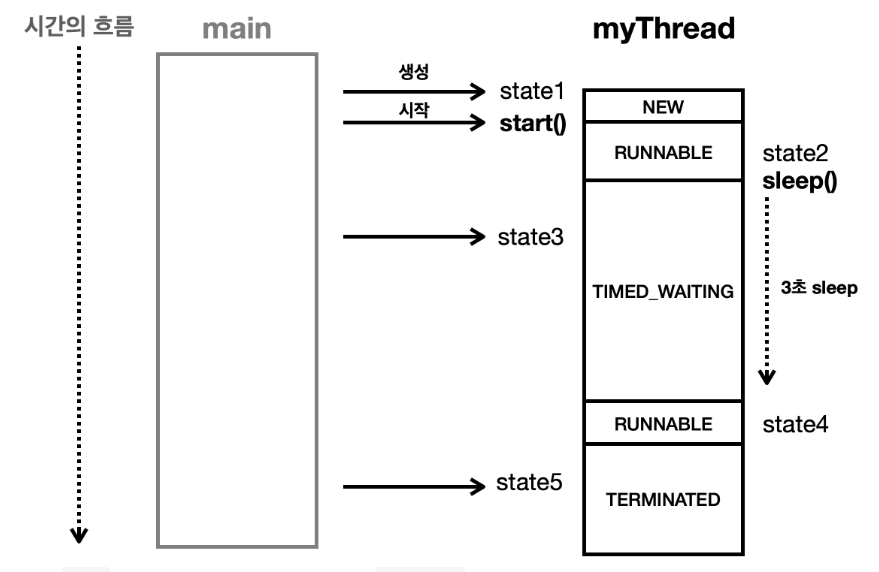 시간의 흐름
main
myThread
생성
state1
NEW
시작
start()
RUNNABLE
state2
sleep()
state3
TIMED_WAITING
3초 sleep
RUNNABLE
state4
state5
TERMINATED